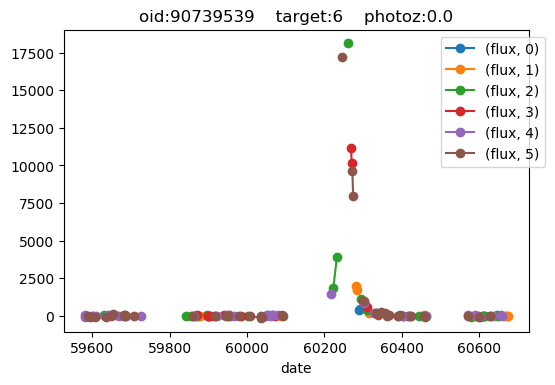 oid:90739539    target:6    photoz:0.0
17500
15000
12500
10000
7500
5000
2500
0
(flux, 0)
(flux, 1)
(flux, 2)
(flux, 3)
(flux, 4)
(flux, 5)
59600 59800 60000 60200 60400 60600
date